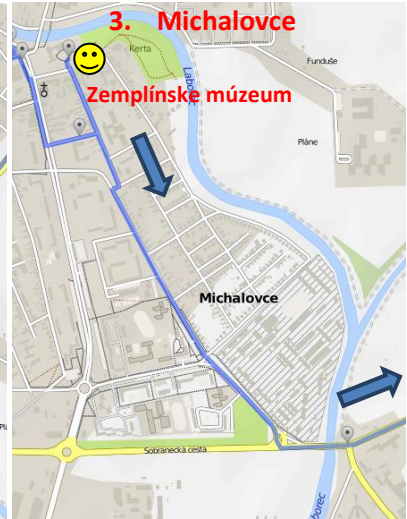 3. Michalovce
Kerta
Laborec
Funduše
Zemplínske múzeum
Pláne
Michalovce
Sobranecká cesta